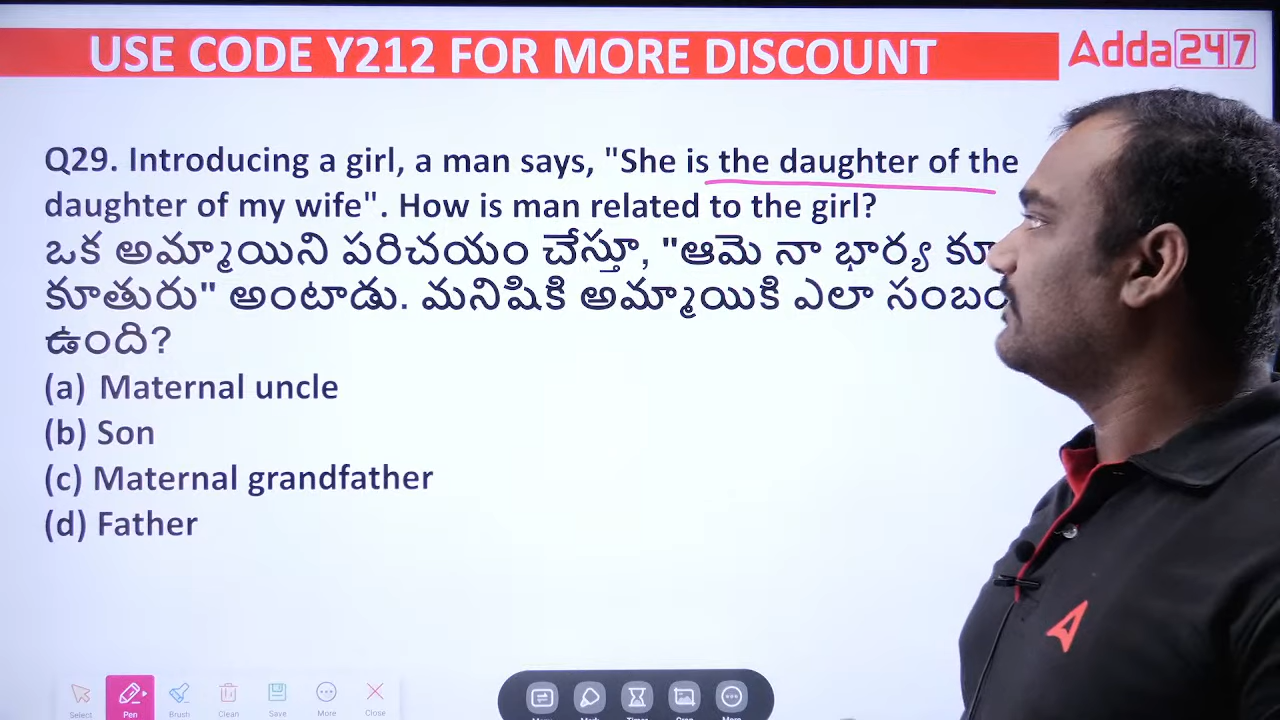 USE CODE Y212 FOR MORE DISCOUNT
Adda247
Q29. Introducing a girl, a man says, "She is the daughter of the
daughter of my wife". How is man related to the girl?
ఒక అమ్మాయిని పరిచయం చేస్తూ, "ఆమె నా భార్య
కూతురు" అంటాడు. మనిషికి అమ్మాయికి ఎలా
ఉంది?
(a) Maternal uncle
(b) Son
(c) Maternal grandfather
(d) Father
Select
Pen
Brush
Clean
Save
More
Close
More